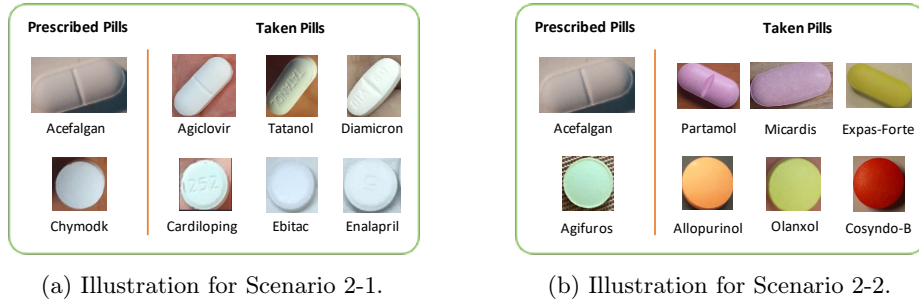 Prescribed Pills Taken Pills
Acefalgan Agiclovir Tatanol Diamicron
252
Chymodk Cardiloping Ebitac Enalapril
(a) Illustration for Scenario 2-1.
Prescribed Pills Taken Pills
Acefalgan Partamol Micardis Expas-Forte
Agifuros Allopurinol Olanxol Cosyndo-B
(b) Illustration for Scenario 2-2.